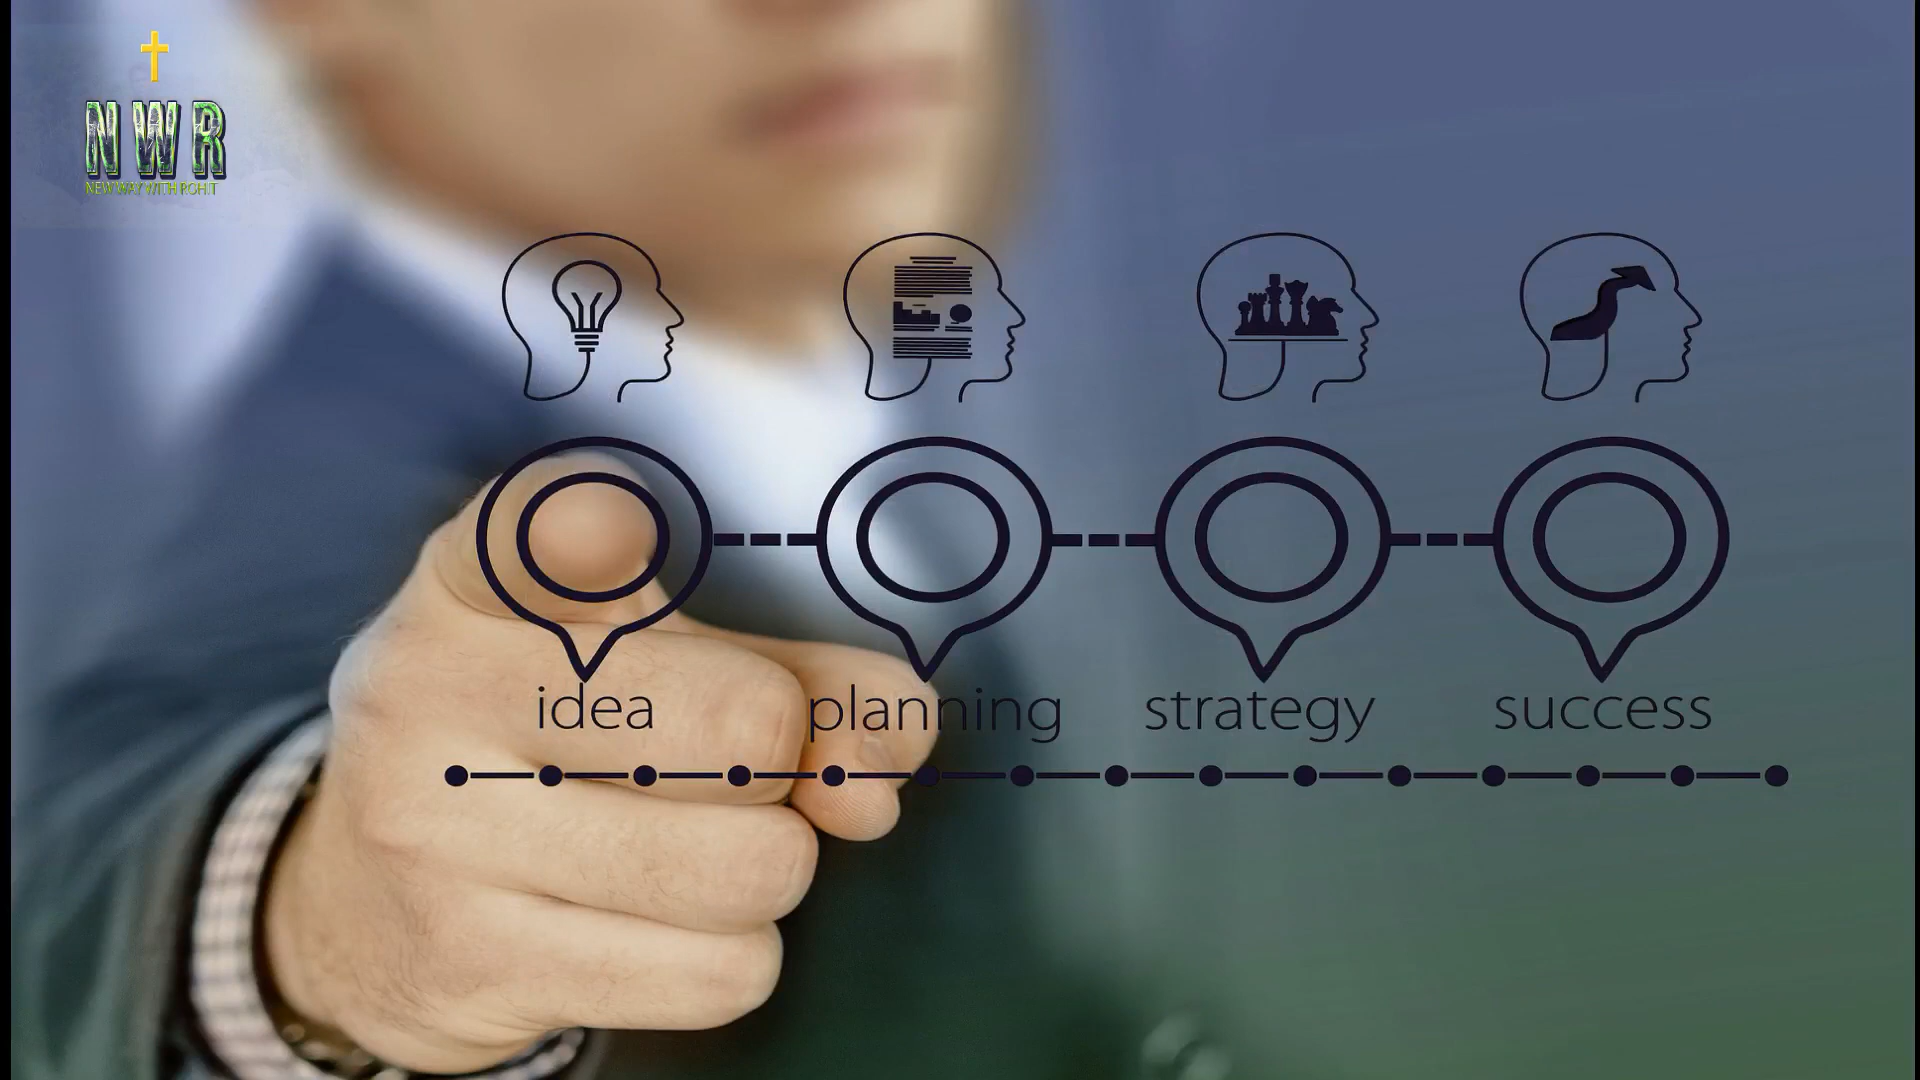 NWR
NEW WAY WITH ROHIT
idea
planning
strategy
success